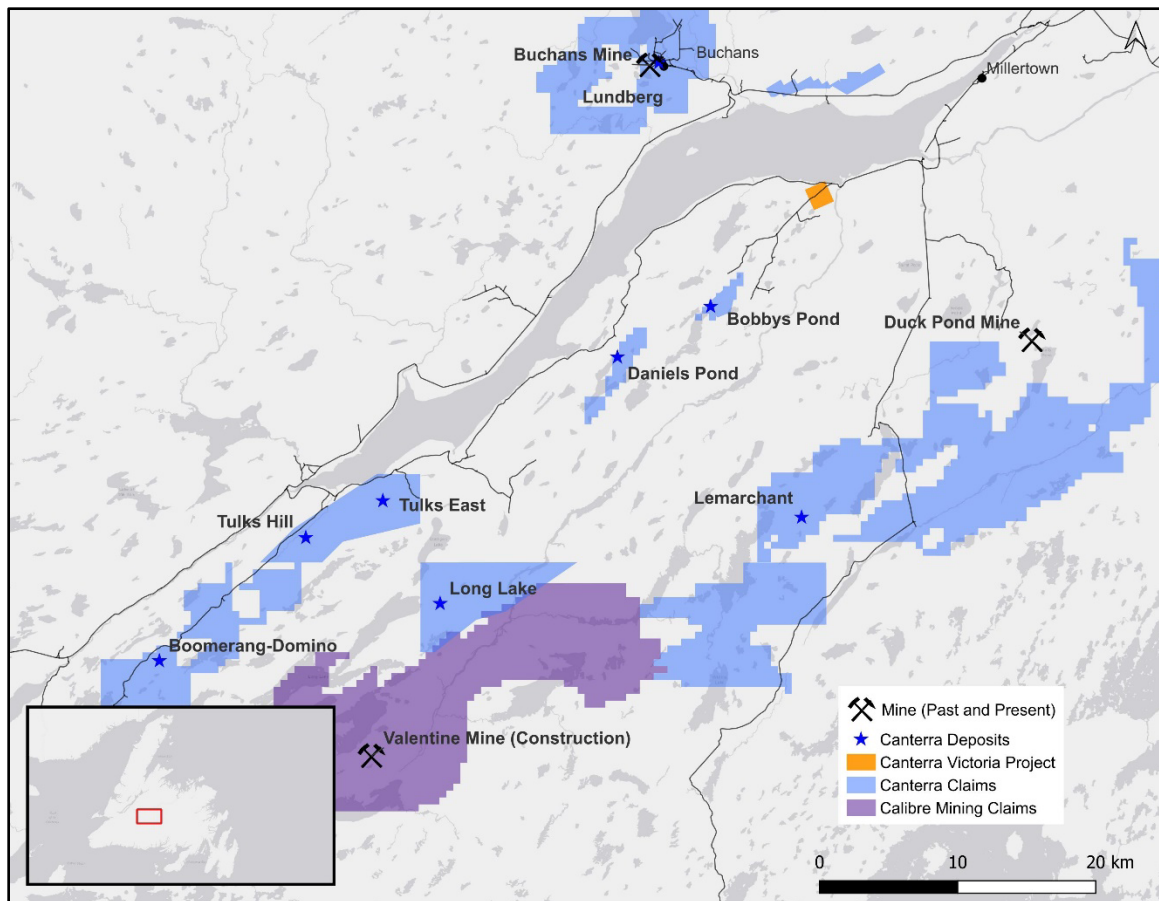 Buchans Mine
Buchans
Lundberg
Millertown
Bobbys Pond
Duck Pond Mine
Daniels Pond
Tulks East
Lemarchant
Tulks Hill
Long Lake
Boomerang-Domino
Valentine Mine (Construction)
Mine (Past and Present)
Canterra Deposits
Canterra Victoria Project
Canterra Claims
Calibre Mining Claims
0 10 20 km